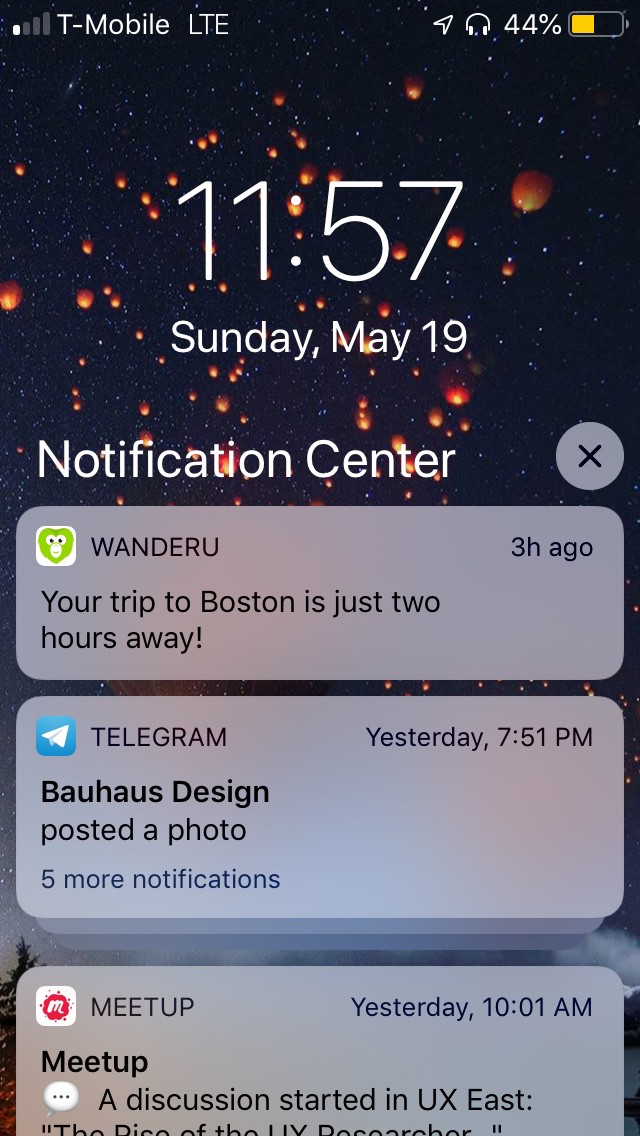 T-Mobile LTE 44%
11:57
Sunday, May 19
Notification Center
WANDERU 3h ago
Your trip to Boston is just two
hours away!
TELEGRAM Yesterday, 7:51 PM
Bauhaus Design
posted a photo
5 more notifications
MEETUP Yesterday, 10:01 AM
Meetup
💬 A discussion started in UX East:
"The Rise of the UX Researcher..."